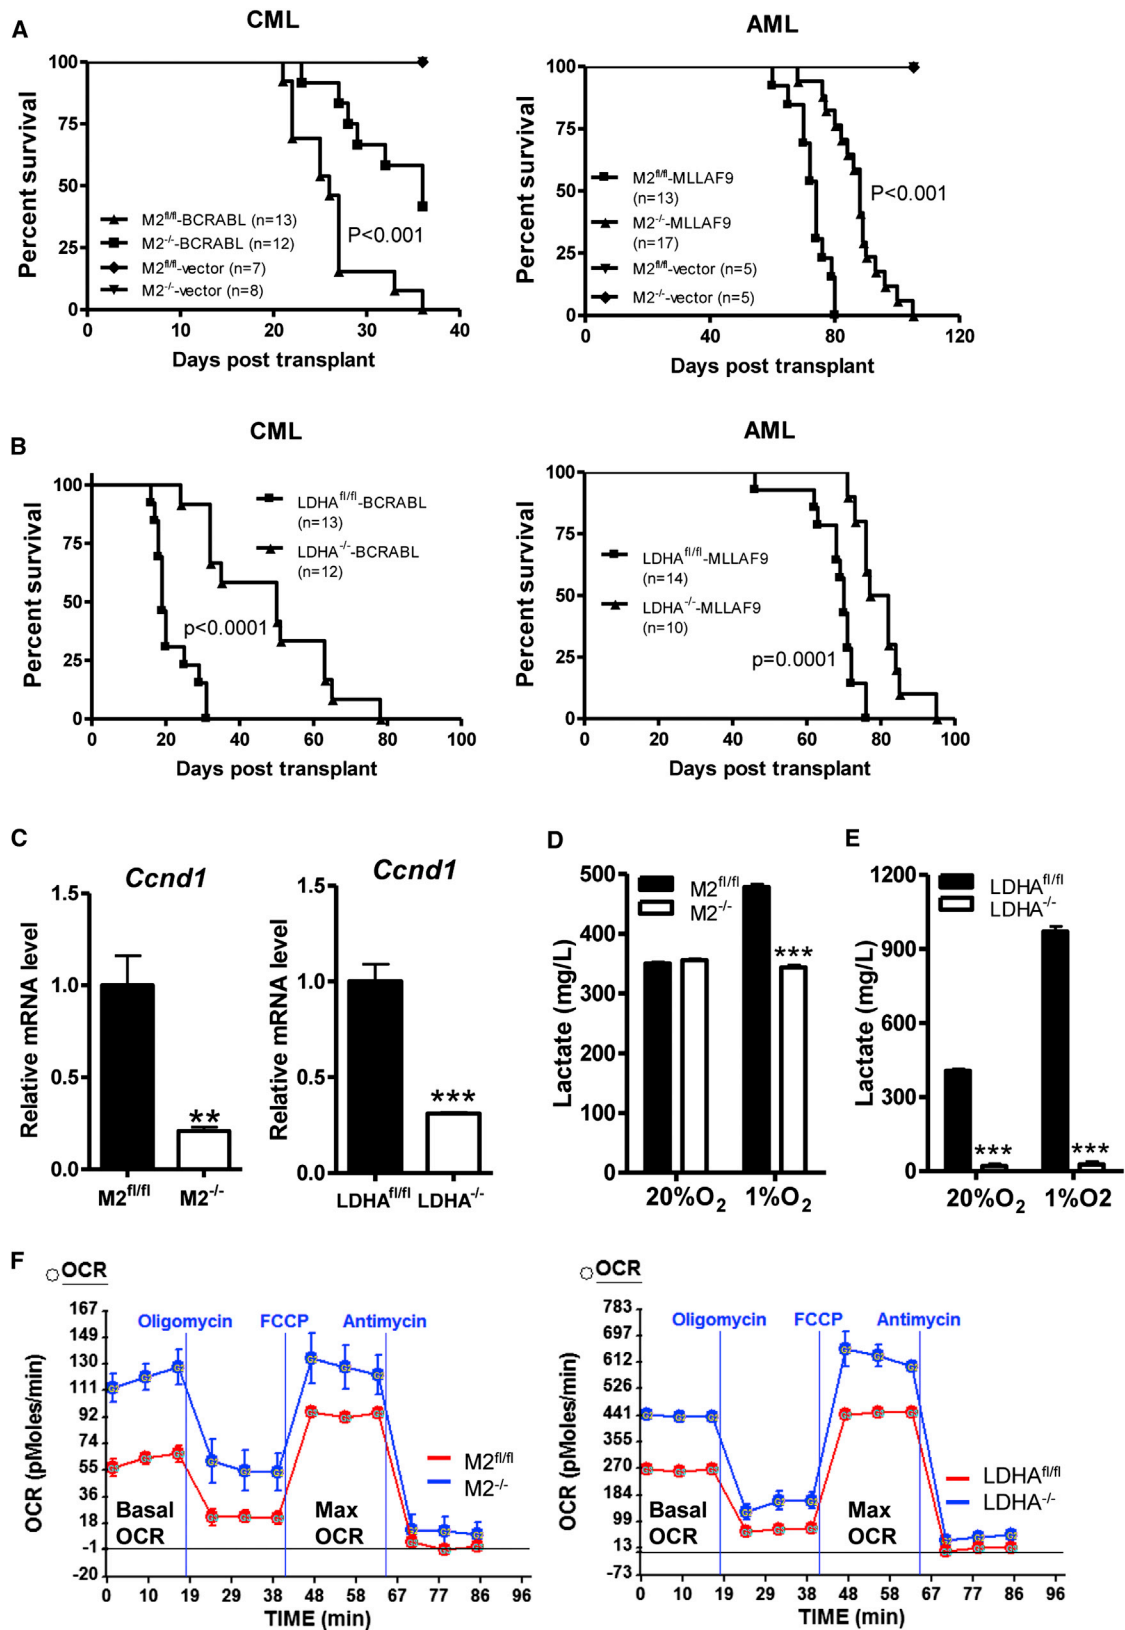 A
CML
Percent survival
100
75
50
25
0
M2fl/fl-BCRABL (n=13)
M2-/--BCRABL (n=12)
M2fl/fl-vector (n=7)
M2-/--vector (n=8)
P<0.001
0 10 20 30 40
Days post transplant
AML
Percent survival
100
75
50
25
0
M2fl/fl-MLLAF9
(n=13)
M2-/--MLLAF9
(n=17)
M2fl/fl-vector (n=5)
M2-/--vector (n=5)
P<0.001
0 40 80 120
Days post transplant
B
CML
Percent survival
100
75
50
25
0
LDHAfl/fl-BCRABL
(n=13)
LDHA-/--BCRABL
(n=12)
p<0.0001
0 20 40 60 80 100
Days post transplant
AML
Percent survival
100
75
50
25
0
LDHAfl/fl-MLLAF9
(n=14)
LDHA-/--MLLAF9
(n=10)
p=0.0001
0 20 40 60 80 100
Days post transplant
C
Ccnd1
Relative mRNA level
1.5
1.0
0.5
0.0
**
M2fl/fl M2-/-
Ccnd1
Relative mRNA level
1.5
1.0
0.5
0.0
***
LDHAfl/fl LDHA-/-
D
Lactate (mg/L)
500
400
300
200
100
0
M2fl/fl
M2-/-
***
20%O2 1%O2
E
Lactate (mg/L)
1200
900
600
300
0
LDHAfl/fl
LDHA-/-
*** ***
20%O2 1%O2
F
OCR
OCR (pMoles/min)
167
149
130
111
92
74
55
36
18
-1
-20
Oligomycin FCCP Antimycin
M2fl/fl
M2-/-
Basal
OCR
Max
OCR
0 10 19 29 38 48 58 67 77 86 96
TIME (min)
OCR
OCR (pMoles/min)
783
697
612
526
441
355
270
184
99
13
-73
Oligomycin FCCP Antimycin
LDHAfl/fl
LDHA-/-
Basal
OCR
Max
OCR
0 10 19 29 38 48 58 67 77 86 96
TIME (min)